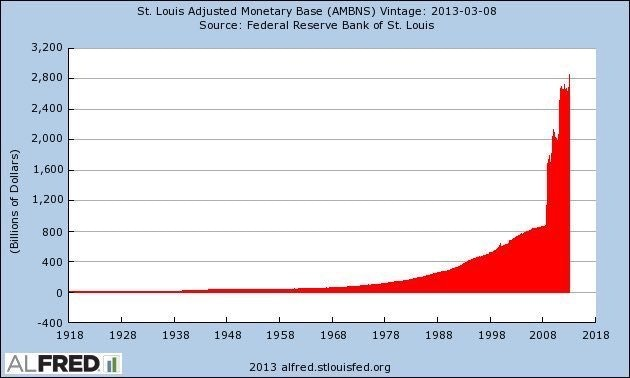 St. Louis Adjusted Monetary Base (AMBNS) Vintage: 2013-03-08
Source: Federal Reserve Bank of St. Louis
3,200
2,800
2,400
2,000
1,600
1,200
800
400
0
-400
(Billions of Dollars)
1918 1928 1938 1948 1958 1968 1978 1988 1998 2008 2018
ALFRED
2013 alfred.stlouisfed.org